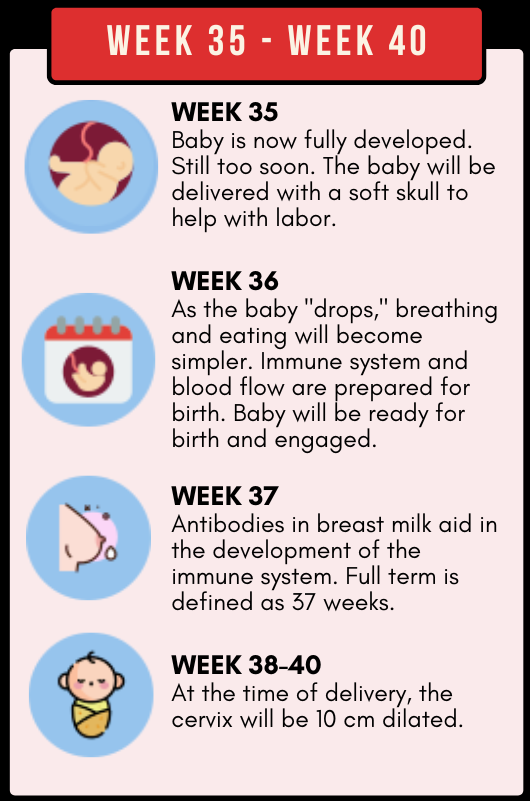 WEEK 35 - WEEK 40
WEEK 35
Baby is now fully developed.
Still too soon. The baby will be
delivered with a soft skull to
help with labor.
WEEK 36
As the baby "drops," breathing
and eating will become
simpler. Immune system and
blood flow are prepared for
birth. Baby will be ready for
birth and engaged.
WEEK 37
Antibodies in breast milk aid in
the development of the
immune system. Full term is
defined as 37 weeks.
WEEK 38-40
At the time of delivery, the
cervix will be 10 cm dilated.